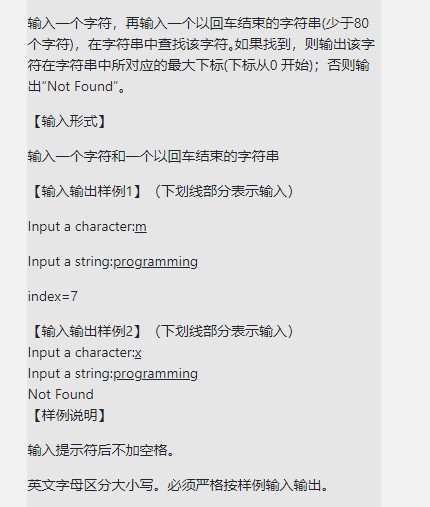 输入一个字符，再输入一个以回车结束的字符串(少于80
个字符)，在字符串中查找该字符。如果找到，则输出该字
符在字符串中所对应的最大下标(下标从0 开始)；否则输
出“Not Found”。
【输入形式】
输入一个字符和一个以回车结束的字符串
【输入输出样例1】（下划线部分表示输入）
Input a character:m
Input a string:programming
index=7
【输入输出样例2】（下划线部分表示输入）
Input a character:x
Input a string:programming
Not Found
【样例说明】
输入提示符后不加空格。
英文字母区分大小写。必须严格按样例输入输出。